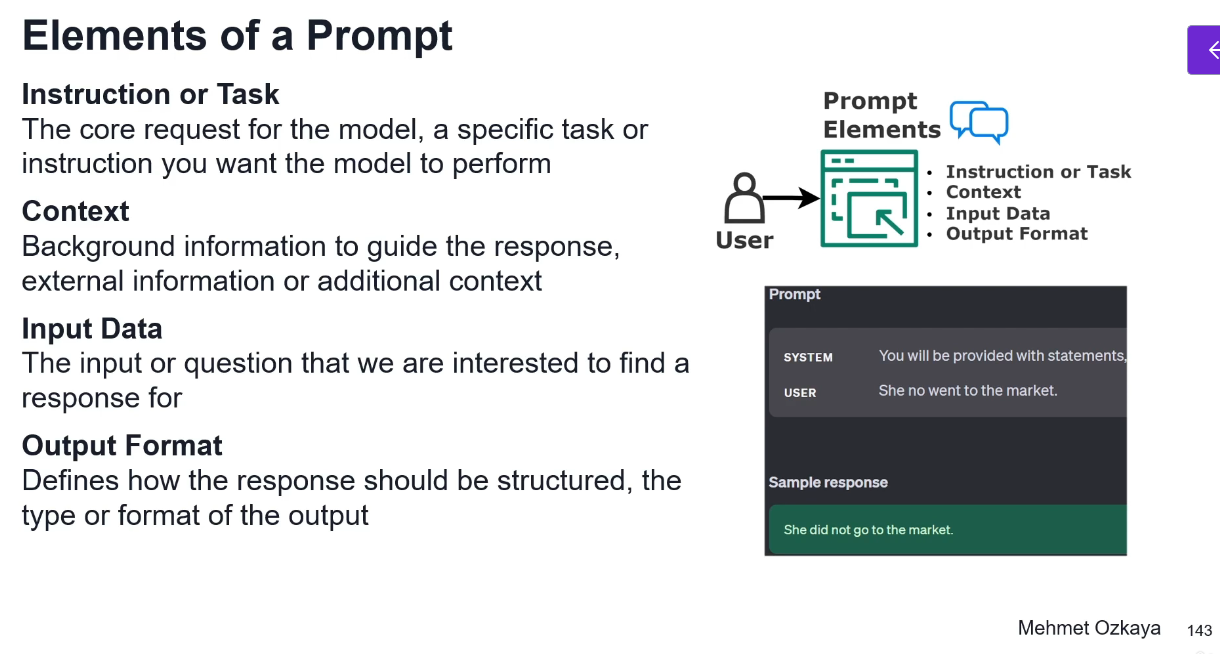 Elements of a Prompt
Instruction or Task
The core request for the model, a specific task or
instruction you want the model to perform
Context
Background information to guide the response,
external information or additional context
Input Data
The input or question that we are interested to find a
response for
Output Format
Defines how the response should be structured, the
type or format of the output
Prompt
Elements
User
• Instruction or Task
• Context
• Input Data
• Output Format
Prompt
SYSTEM You will be provided with statements,
USER She no went to the market.
Sample response
She did not go to the market.
Mehmet Ozkaya 143